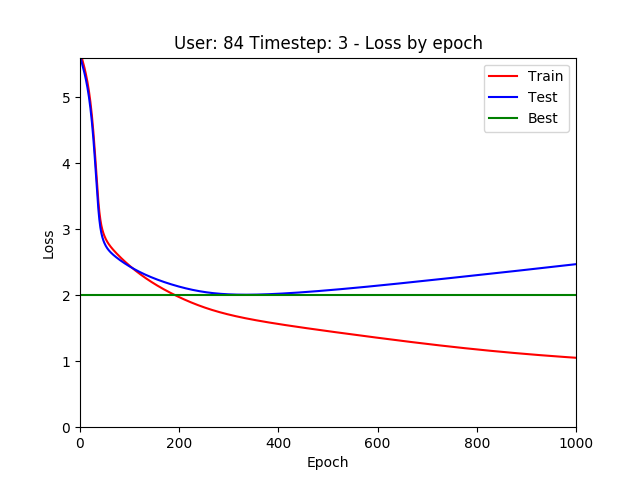 User: 84 Timestep: 3 - Loss by epoch
Train
Test
Best
Loss
5
4
3
2
1
0
0 200 400 600 800 1000
Epoch